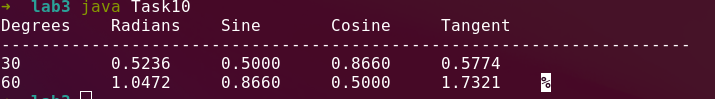 → lab3 java Task10
Degrees    Radians    Sine       Cosine     Tangent
-----------------------------------------------------------------
30         0.5236     0.5000     0.8660     0.5774
60         1.0472     0.8660     0.5000     1.7321    %
→ lab3